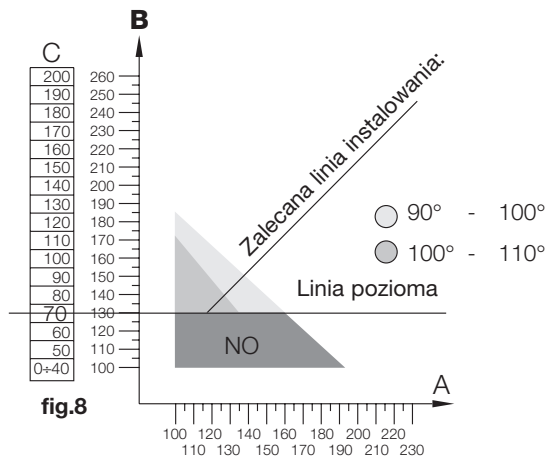 B
C
200 260
190 250
180 240
170 230
160 220
150 210
140 200
130 190
120 180
110 170
100 160
90 150
80 140
70 130
60 120
50 110
0÷40 100
Zalecana linia instalowania:
90° - 100°
100° - 110°
Linia pozioma
NO
A
fig.8
100 120 140 160 180 200 220
110 130 150 170 190 210 230